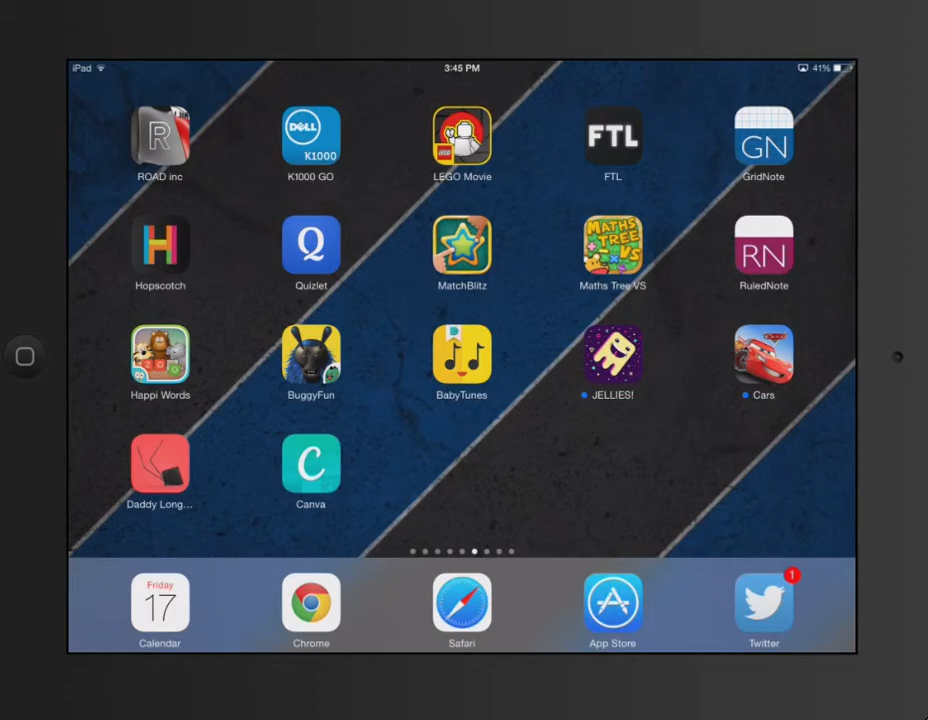 iPad 3:45 PM 41%
R DELL K1000 LEGO FTL GN
ROAD inc K1000 GO LEGO Movie FTL GridNote
H Q MATHS TREE VS RN
Hopscotch Quizlet MatchBlitz Maths Tree VS RuledNote
ZOO
Happi Words BuggyFun BabyTunes JELLIES! Cars
C
Daddy Long... Canva
Friday 1
17
Calendar Chrome Safari App Store Twitter